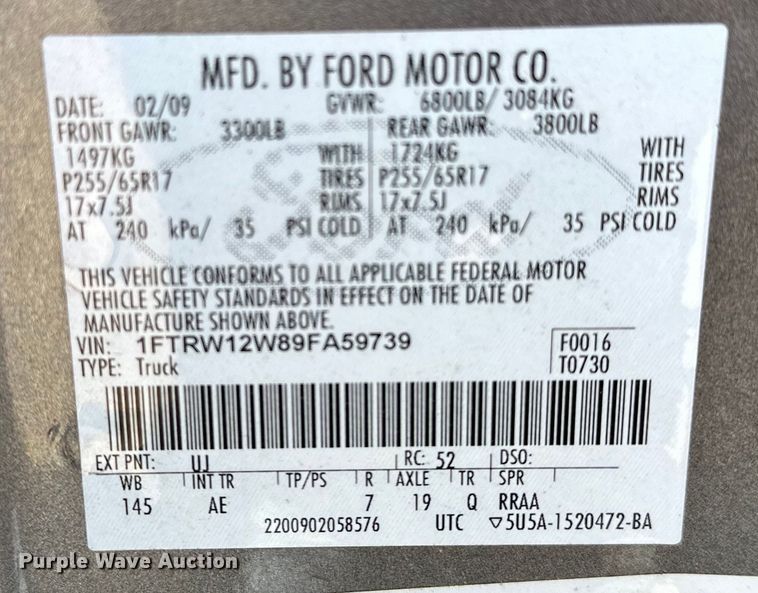 MFD. BY FORD MOTOR CO.
DATE: 02/09 GVWR: 6800LB/ 3084KG
FRONT GAWR: 3300LB REAR GAWR: 3800LB
1497KG WITH 1724KG WITH
P255/65R17 TIRES P255/65R17 TIRES
17x7.5J RIMS 17x7.5J RIMS
AT 240 kPa/ 35 PSI COLD AT 240 kPa/ 35 PSI COLD
THIS VEHICLE CONFORMS TO ALL APPLICABLE FEDERAL MOTOR
VEHICLE SAFETY STANDARDS IN EFFECT ON THE DATE OF
MANUFACTURE SHOWN ABOVE.
VIN: 1FTRW12W89FA59739 F0016
TYPE: Truck T0730
EXT PNT: UJ RC: 52 DSO:
WB INT TR TP/PS R AXLE TR SPR
145 AE 7 19 Q RRAA
2200902058576 UTC ▽5U5A-1520472-BA
Purple Wave Auction